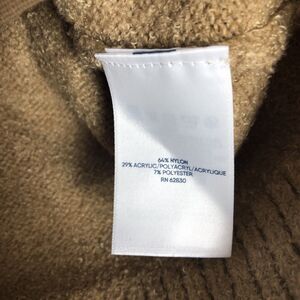 64% NYLON
29% ACRYLIC/POLYACRYL/ACRYLIQUE
7% POLYESTER
RN 62830